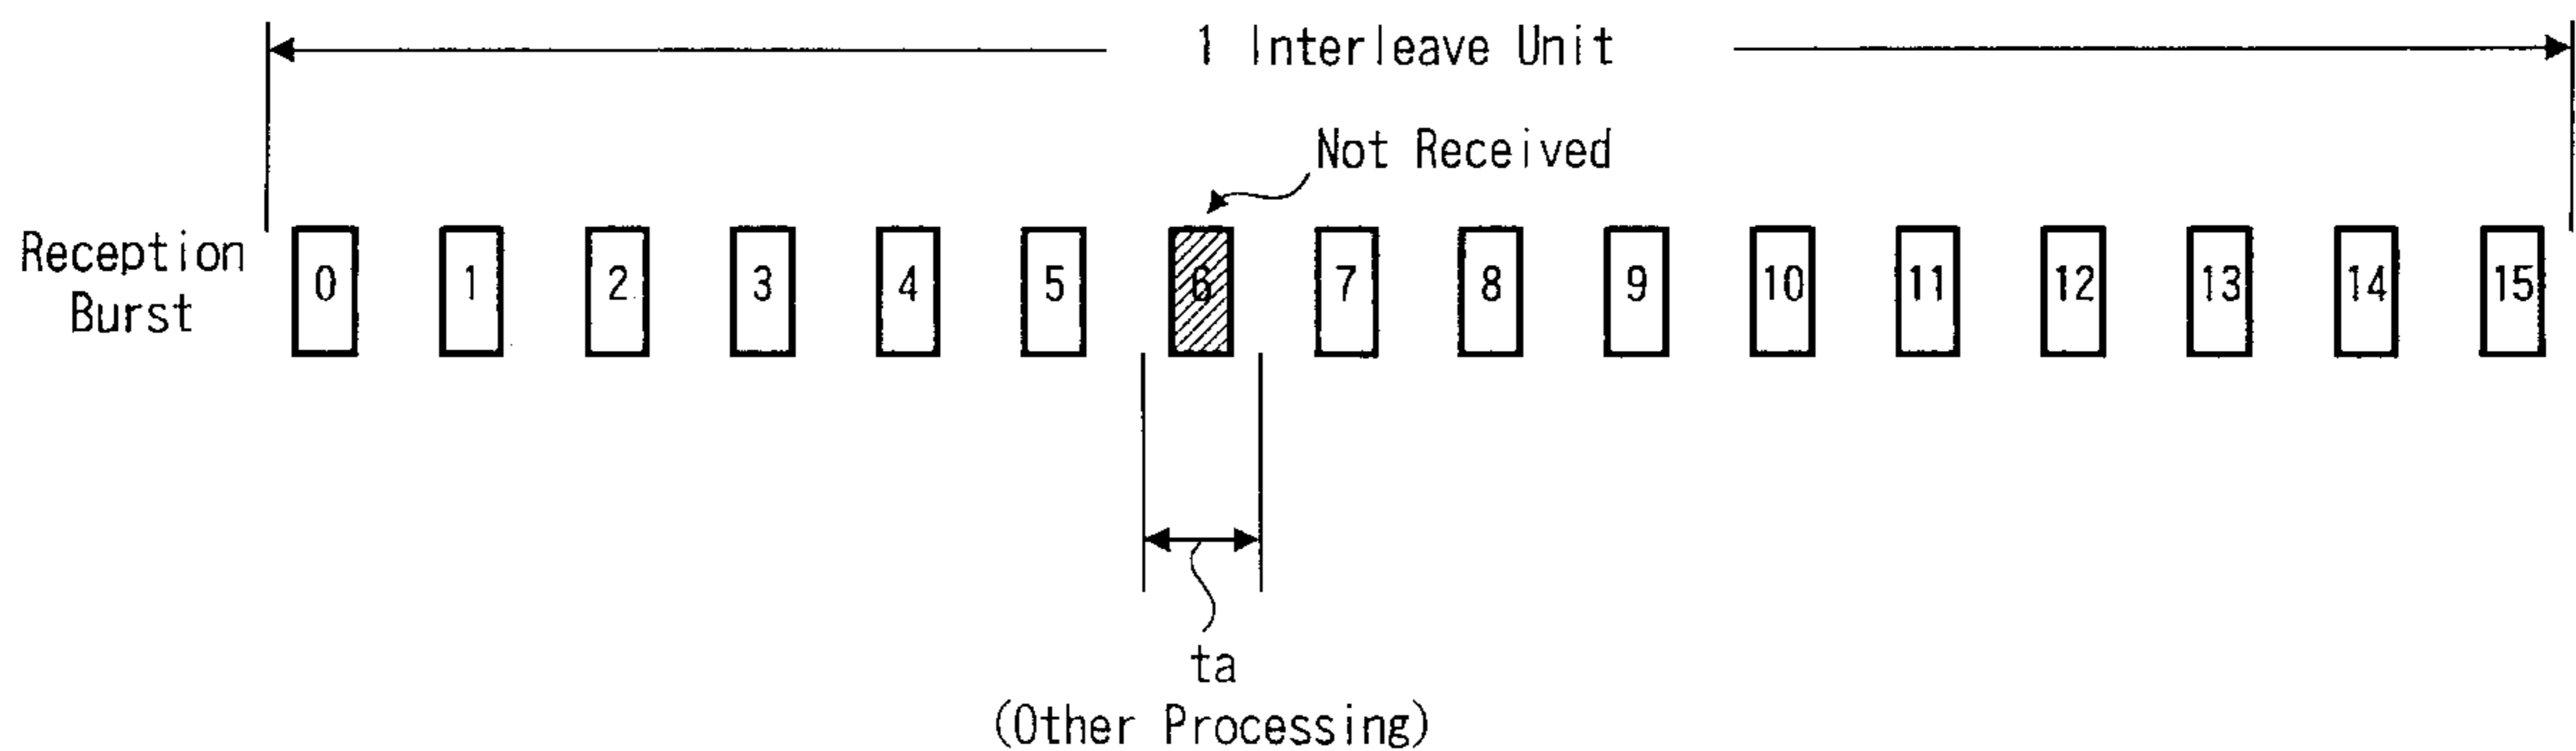 1 Interleave Unit
Not Received
Reception
Burst
0 1 2 3 4 5 6 7 8 9 10 11 12 13 14 15
ta
(Other Processing)